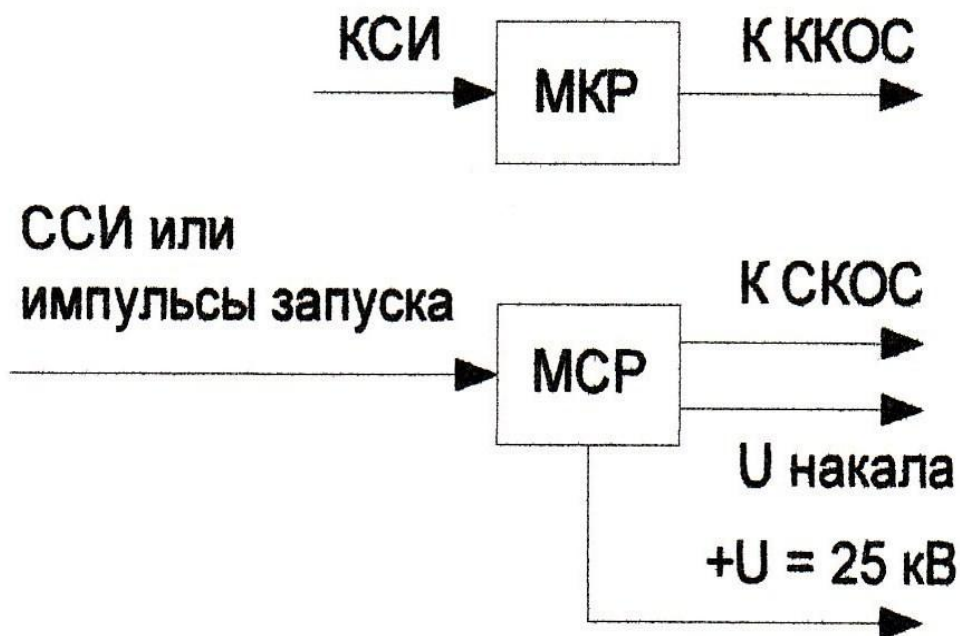 КСИ
МКР
К ККОС
ССИ или
импульсы запуска
МСР
К СКОС
U накала
+U = 25 кВ